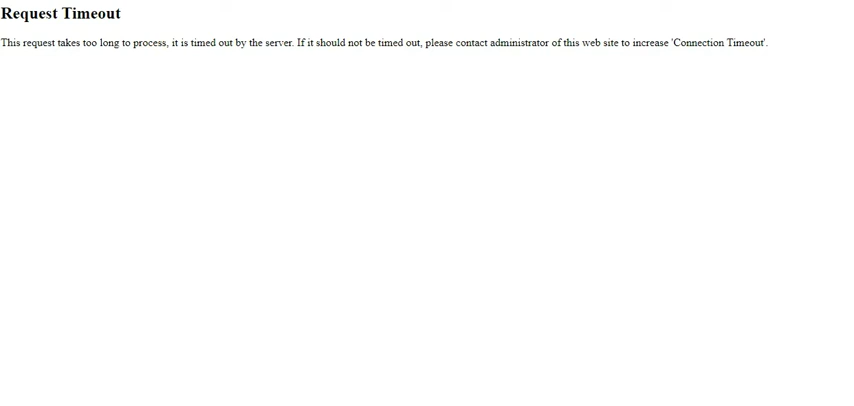 Request Timeout
This request takes too long to process, it is timed out by the server. If it should not be timed out, please contact administrator of this web site to increase 'Connection Timeout'.